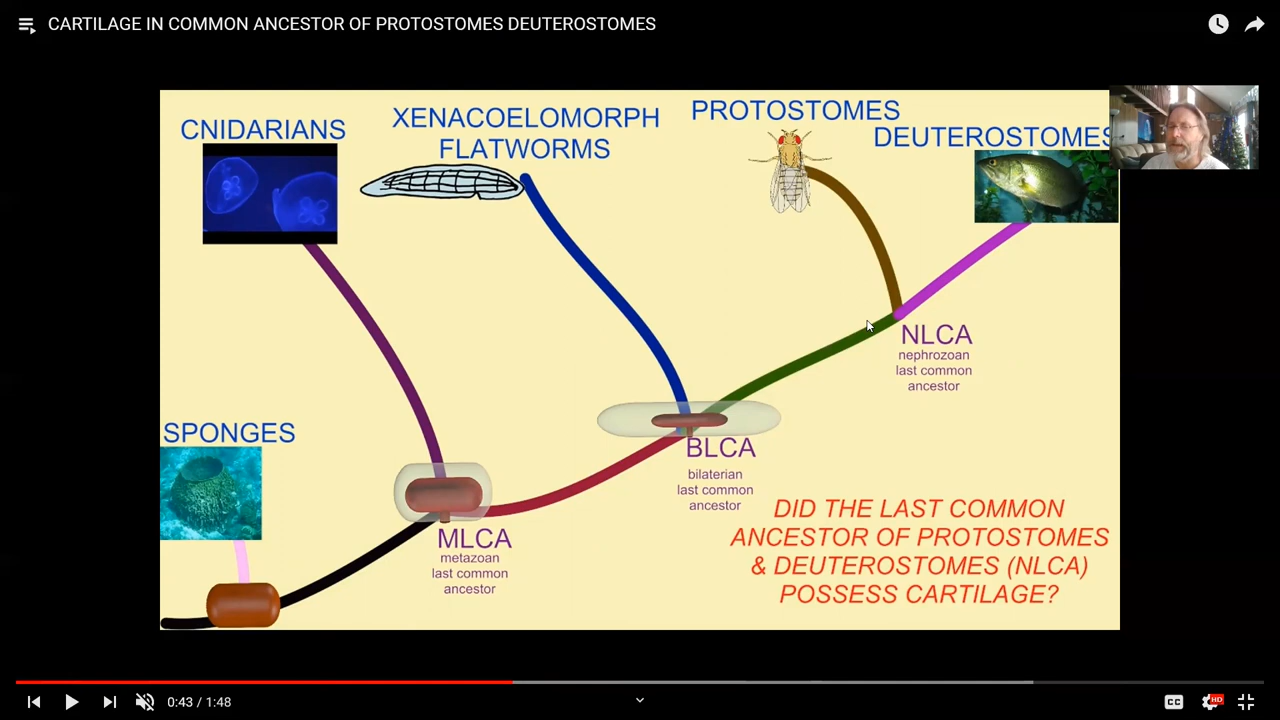 CARTILAGE IN COMMON ANCESTOR OF PROTOSTOMES DEUTEROSTOMES
CNIDARIANS
XENACOELOMORPH
FLATWORMS
PROTOSTOMES
DEUTEROSTOMES
SPONGES
NLCA
nephrozoan
last common
ancestor
BLCA
bilaterian
last common
ancestor
MLCA
metazoan
last common
ancestor
DID THE LAST COMMON
ANCESTOR OF PROTOSTOMES
& DEUTEROSTOMES (NLCA)
POSSESS CARTILAGE?
0:43 / 1:48
CC
HD